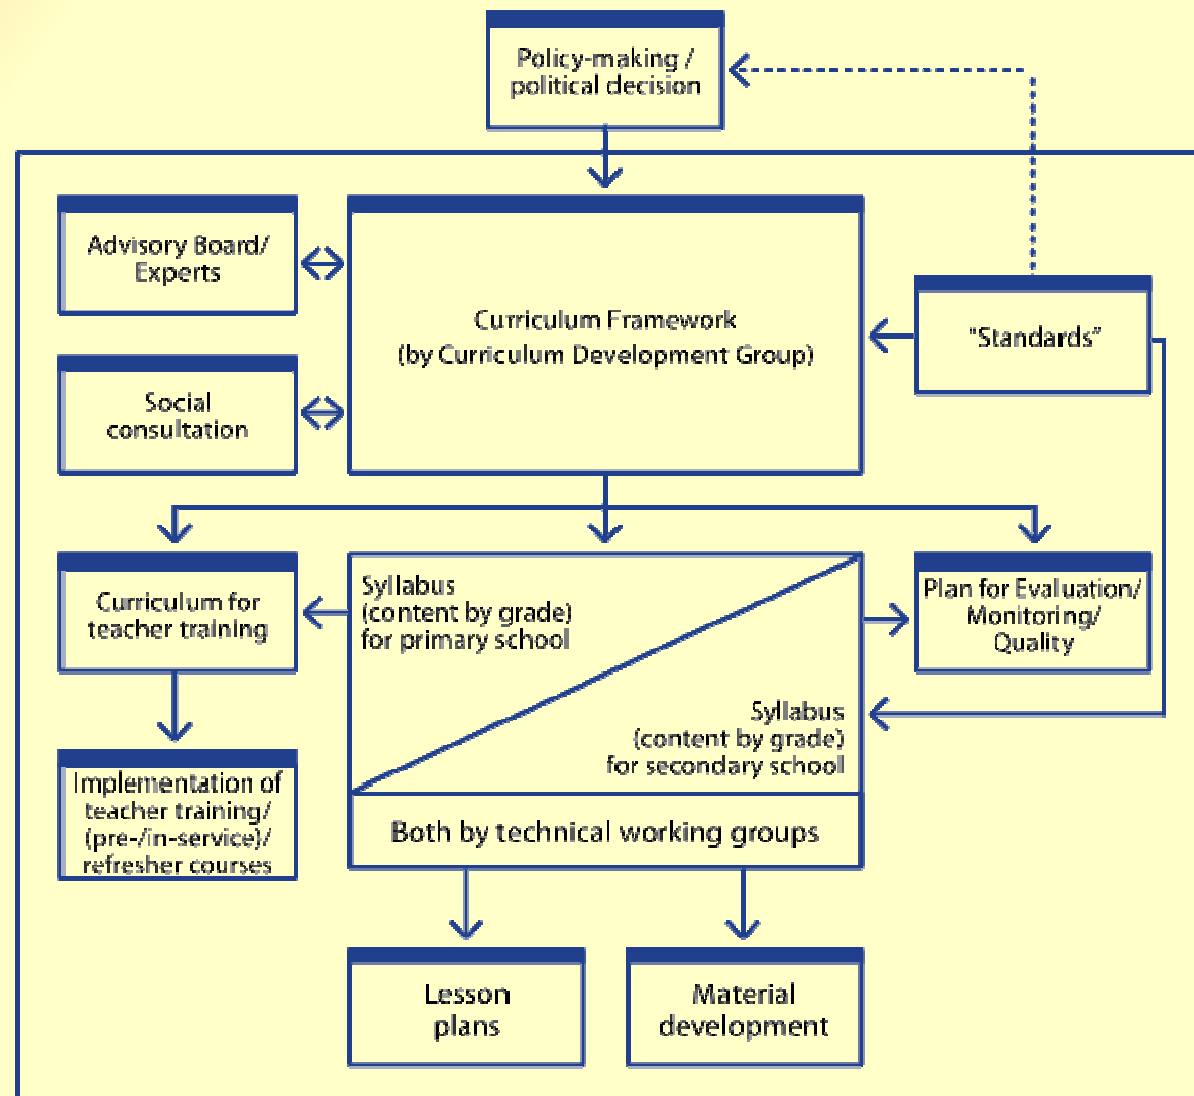 Policy-making /
political decision
Advisory Board/
Experts
Curriculum Framework
(by Curriculum Development Group)
"Standards"
Social
consultation
Curriculum for
teacher training
Syllabus
(content by grade)
for primary school
Plan for Evaluation/
Monitoring/
Quality
Syllabus
(content by grade)
for secondary school
Implementation of
teacher training/
(pre-/in-service)/
refresher courses
Both by technical working groups
Lesson
plans
Material
development